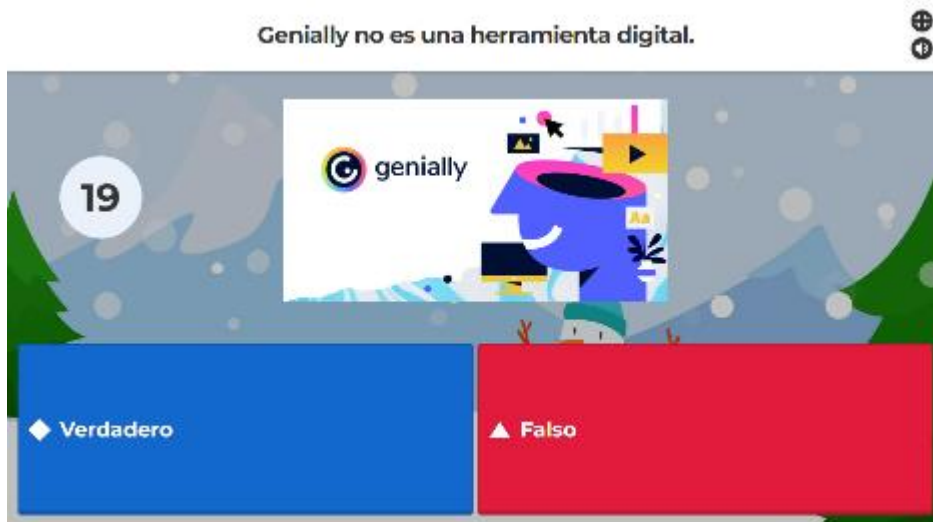 Genially no es una herramienta digital.
genially
19
Aa
Verdadero
Falso